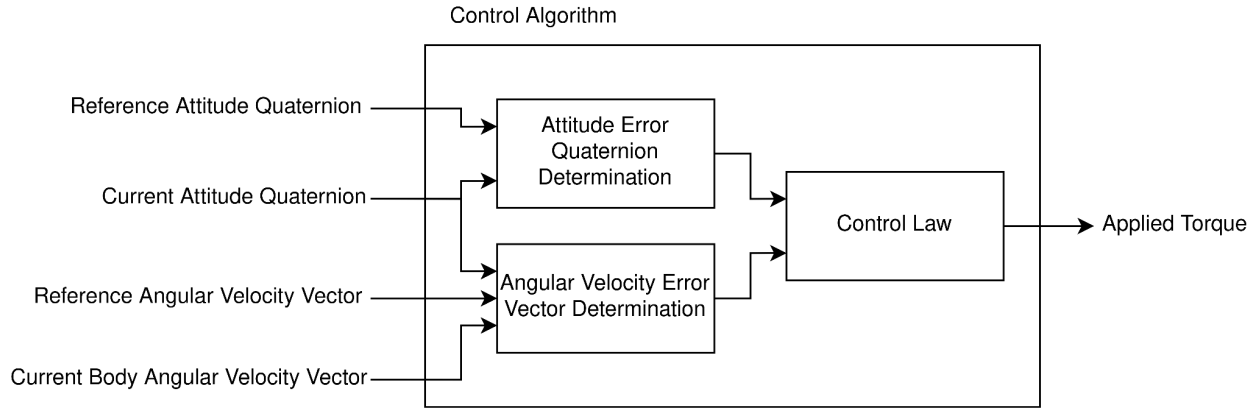 Control Algorithm
Reference Attitude Quaternion
Attitude Error
Quaternion
Determination
Current Attitude Quaternion
Control Law
Applied Torque
Angular Velocity Error
Vector Determination
Reference Angular Velocity Vector
Current Body Angular Velocity Vector